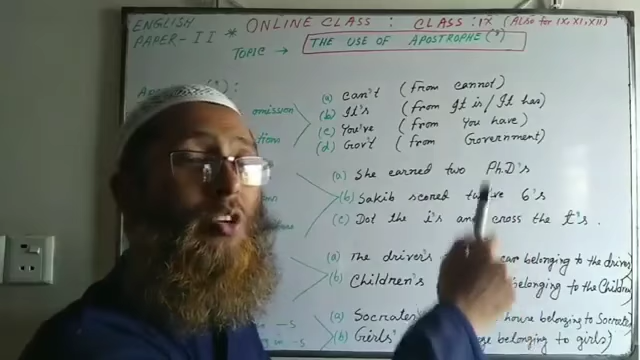 ENGLISH PAPER - II * ONLINE CLASS : CLASS : IX (Also for IX, XI, XII)
TOPIC → THE USE OF APOSTROPHE (')
omission
(a) can't (from cannot)
(b) It's (from It is / It has)
(c) You've (from You have)
(d) Gov't (from Government)
(a) She earned two Ph.D's
(b) Sakib scored 6's
(c) Dot the i's and cross the t's.
(a) The driver's car belonging to the driver
(b) Children's belonging to the Children)
(a) Socrates house belonging to Socrates
(b) Girls' belonging to girls)